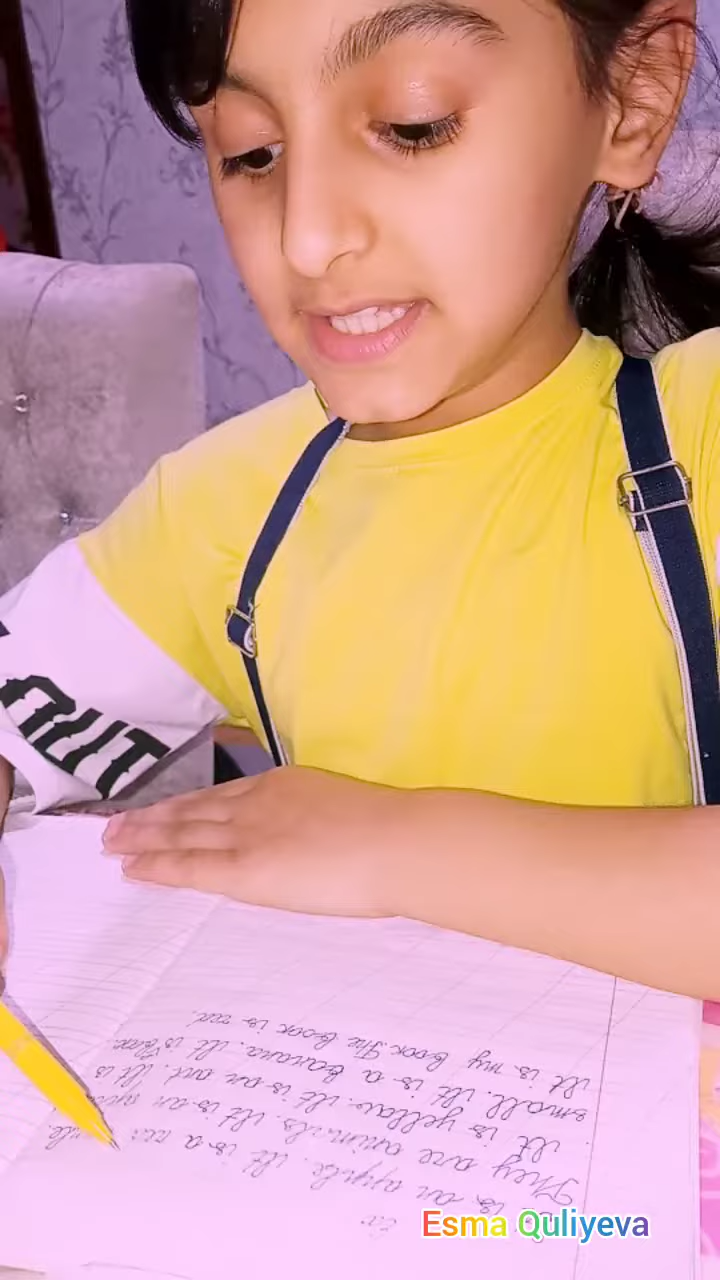 OUT
is an apple. It is a
They are animals. It is an
It is yellow. It is an ant. It is
small. It is a banana. It is
It is my book. The book is red.
Esma Quliyeva